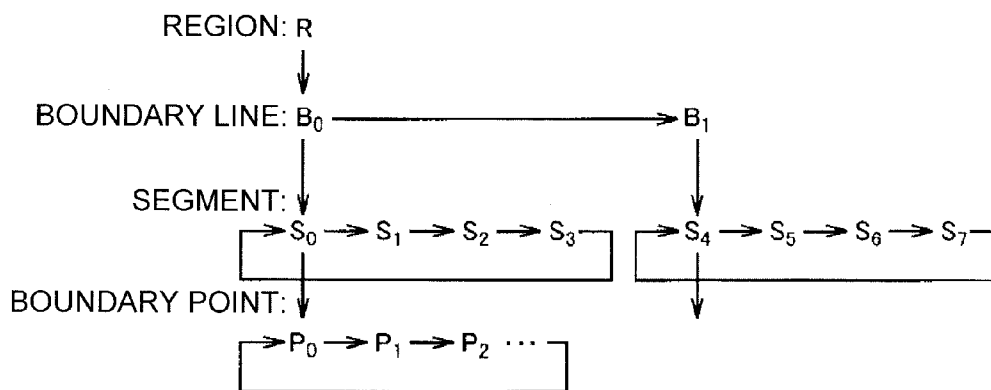 REGION: R
BOUNDARY LINE: B₀ B₁
SEGMENT:
S₀ S₁ S₂ S₃ S₄ S₅ S₆ S₇
BOUNDARY POINT:
P₀ P₁ P₂ ···